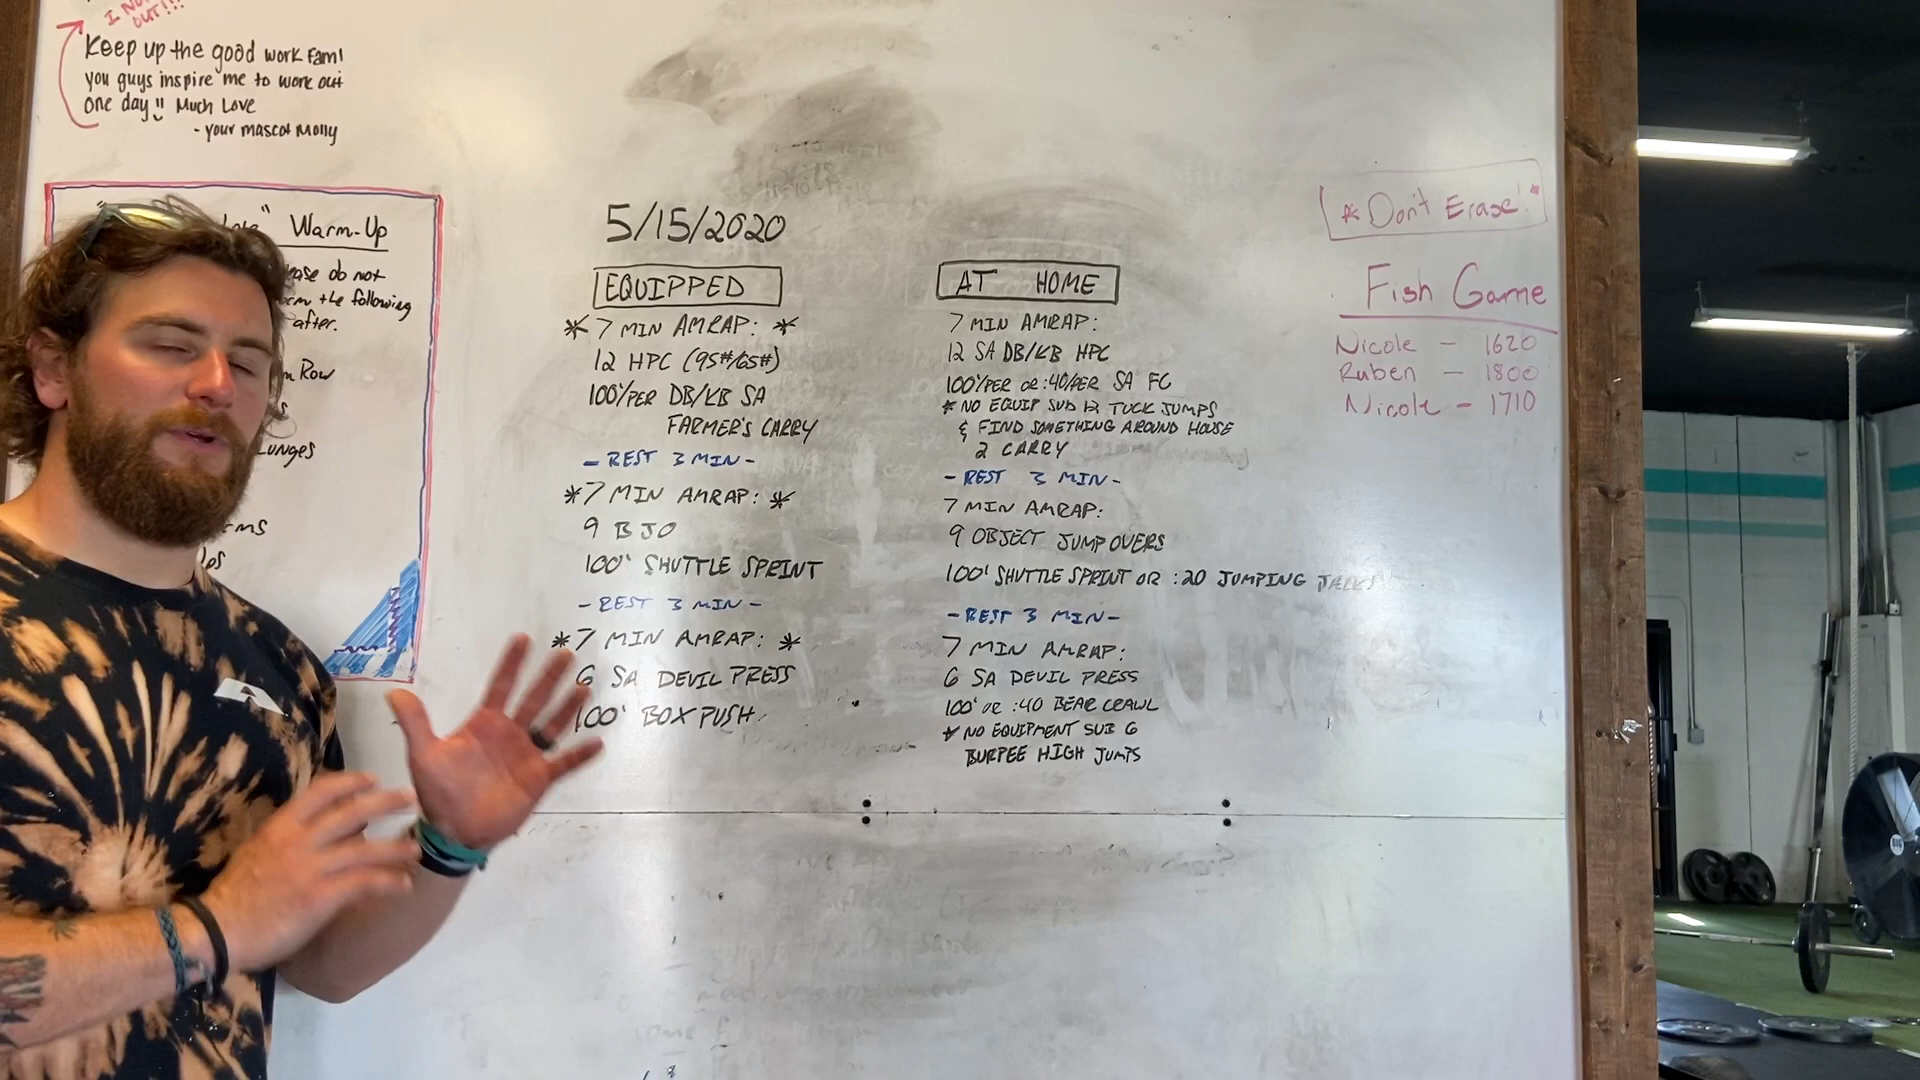 I
OUT!!!
Keep up the good work Fam!
you guys inspire me to work out
one day!! Much Love
- your mascot Molly
" Warm-Up
ease do not
the following
after.
Row
Lunges
5/15/2020
EQUIPPED
* 7 MIN AMRAP: *
12 HPC (95#/65#)
100'/PER DB/KB SA
FARMER'S CARRY
- REST 3 MIN -
* 7 MIN AMRAP: *
9 BJO
100' SHUTTLE SPRINT
- REST 3 MIN -
* 7 MIN AMRAP: *
6 SA DEVIL PRESS
100' BOX PUSH
AT HOME
7 MIN AMRAP:
12 SA DB/KB HPC
100'/PER OR :40/PER SA FC
* NO EQUIP SUB 12 TUCK JUMPS
& FIND SOMETHING AROUND HOUSE
2 CARRY
- REST 3 MIN -
7 MIN AMRAP:
9 OBJECT JUMP OVERS
100' SHUTTLE SPRINT OR :20 JUMPING JACKS
- REST 3 MIN -
7 MIN AMRAP:
6 SA DEVIL PRESS
100' OR :40 BEAR CRAWL
* NO EQUIPMENT SUB 6
BURPEE HIGH JUMPS
* Don't Erase!*
Fish Game
Nicole - 1620
Ruben - 1800
Nicole - 1710